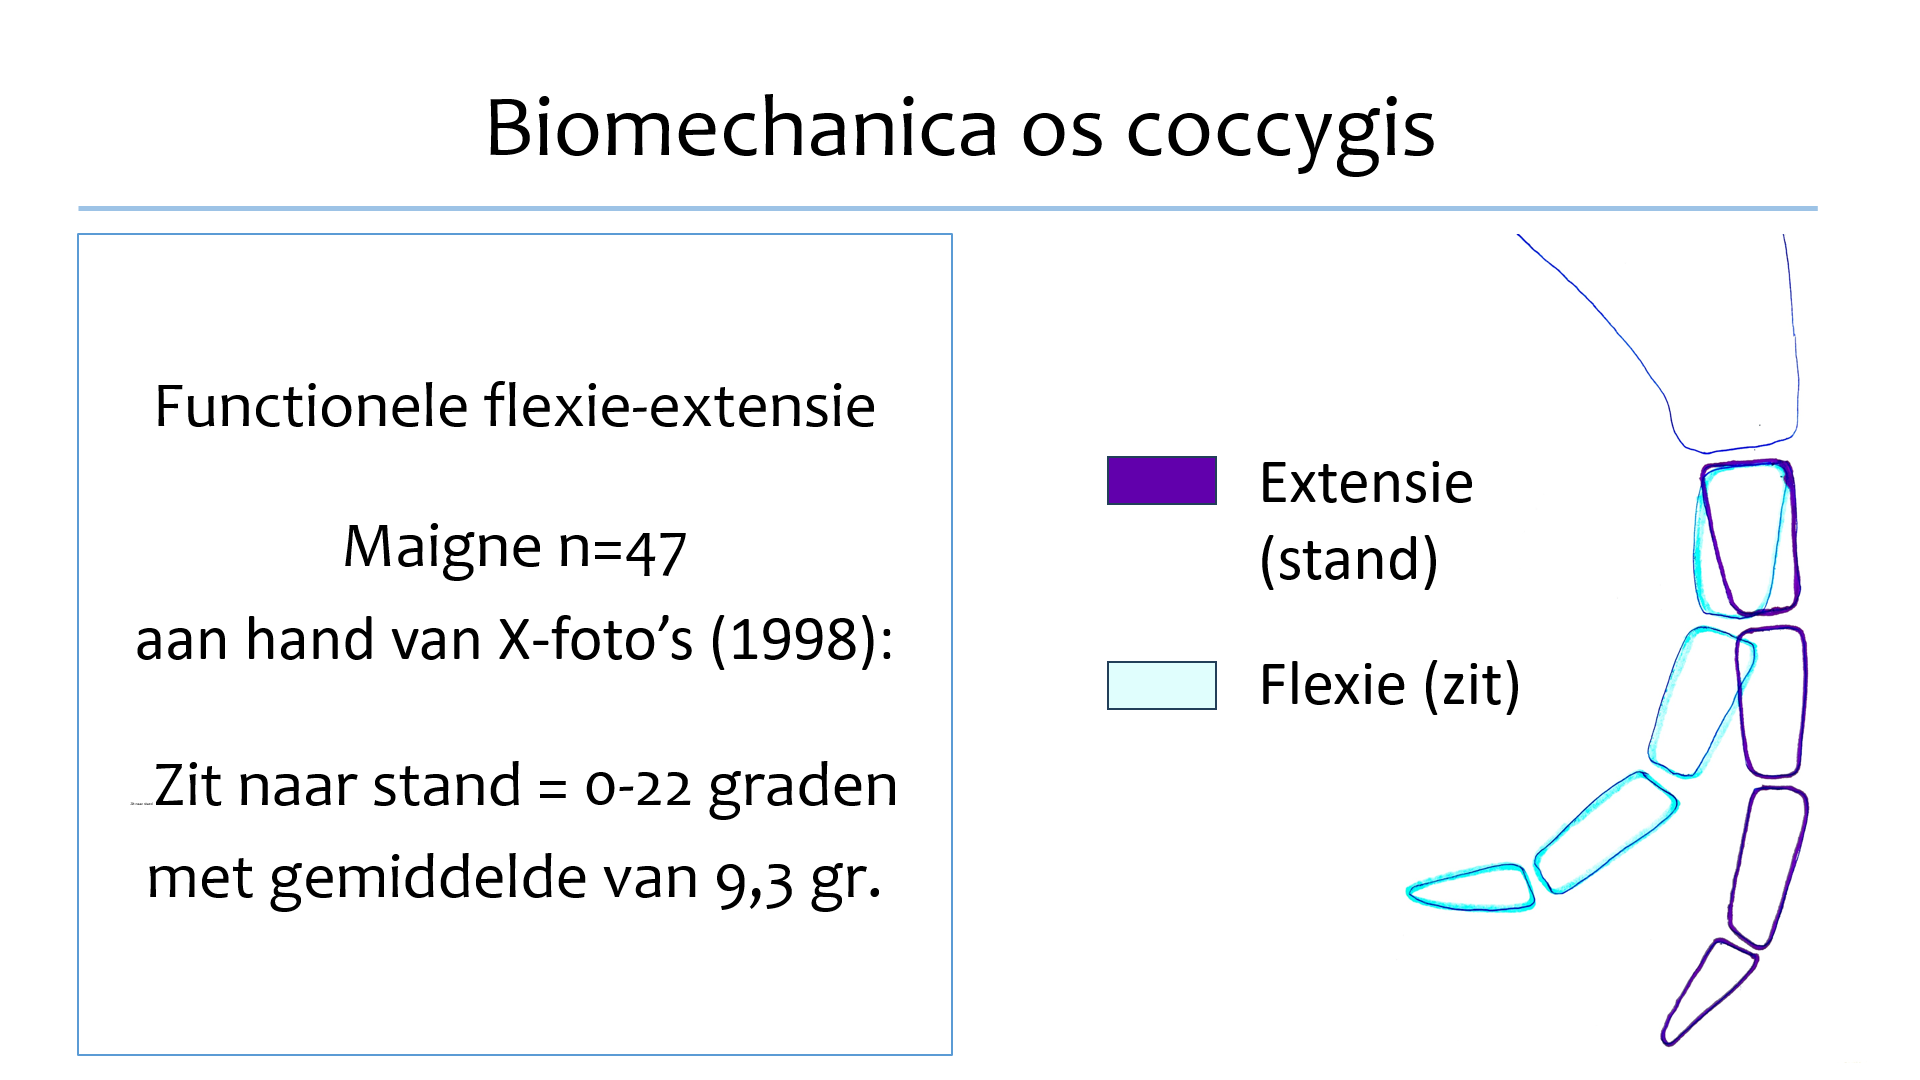 Biomechanica os coccygis
Functionele flexie-extensie
Maigne n=47
aan hand van X-foto’s (1998):
Zit naar stand = 0-22 graden
met gemiddelde van 9,3 gr.
Extensie
(stand)
Flexie (zit)